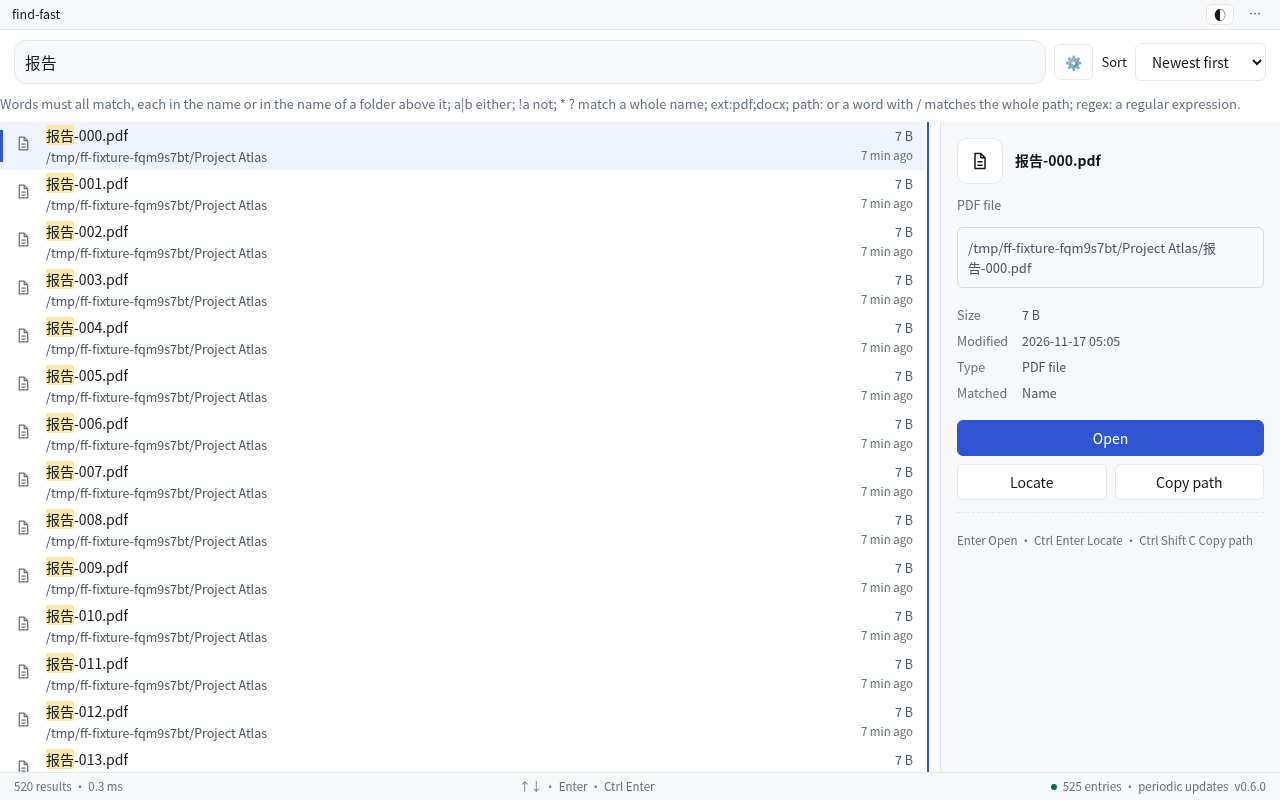 find-fast
报告
Sort
Newest first
Words must all match, each in the name or in the name of a folder above it; a|b either; !a not; * ? match a whole name; ext:pdf;docx; path: or a word with / matches the whole path; regex: a regular expression.
报告-000.pdf 7 B
/tmp/ff-fixture-fqm9s7bt/Project Atlas 7 min ago
报告-001.pdf 7 B
/tmp/ff-fixture-fqm9s7bt/Project Atlas 7 min ago
报告-002.pdf 7 B
/tmp/ff-fixture-fqm9s7bt/Project Atlas 7 min ago
报告-003.pdf 7 B
/tmp/ff-fixture-fqm9s7bt/Project Atlas 7 min ago
报告-004.pdf 7 B
/tmp/ff-fixture-fqm9s7bt/Project Atlas 7 min ago
报告-005.pdf 7 B
/tmp/ff-fixture-fqm9s7bt/Project Atlas 7 min ago
报告-006.pdf 7 B
/tmp/ff-fixture-fqm9s7bt/Project Atlas 7 min ago
报告-007.pdf 7 B
/tmp/ff-fixture-fqm9s7bt/Project Atlas 7 min ago
报告-008.pdf 7 B
/tmp/ff-fixture-fqm9s7bt/Project Atlas 7 min ago
报告-009.pdf 7 B
/tmp/ff-fixture-fqm9s7bt/Project Atlas 7 min ago
报告-010.pdf 7 B
/tmp/ff-fixture-fqm9s7bt/Project Atlas 7 min ago
报告-011.pdf 7 B
/tmp/ff-fixture-fqm9s7bt/Project Atlas 7 min ago
报告-012.pdf 7 B
/tmp/ff-fixture-fqm9s7bt/Project Atlas 7 min ago
报告-013.pdf 7 B
报告-000.pdf
PDF file
/tmp/ff-fixture-fqm9s7bt/Project Atlas/报
告-000.pdf
Size 7 B
Modified 2026-11-17 05:05
Type PDF file
Matched Name
Open
Locate
Copy path
Enter Open • Ctrl Enter Locate • Ctrl Shift C Copy path
520 results • 0.3 ms
↑ ↓ • Enter • Ctrl Enter
525 entries • periodic updates v0.6.0